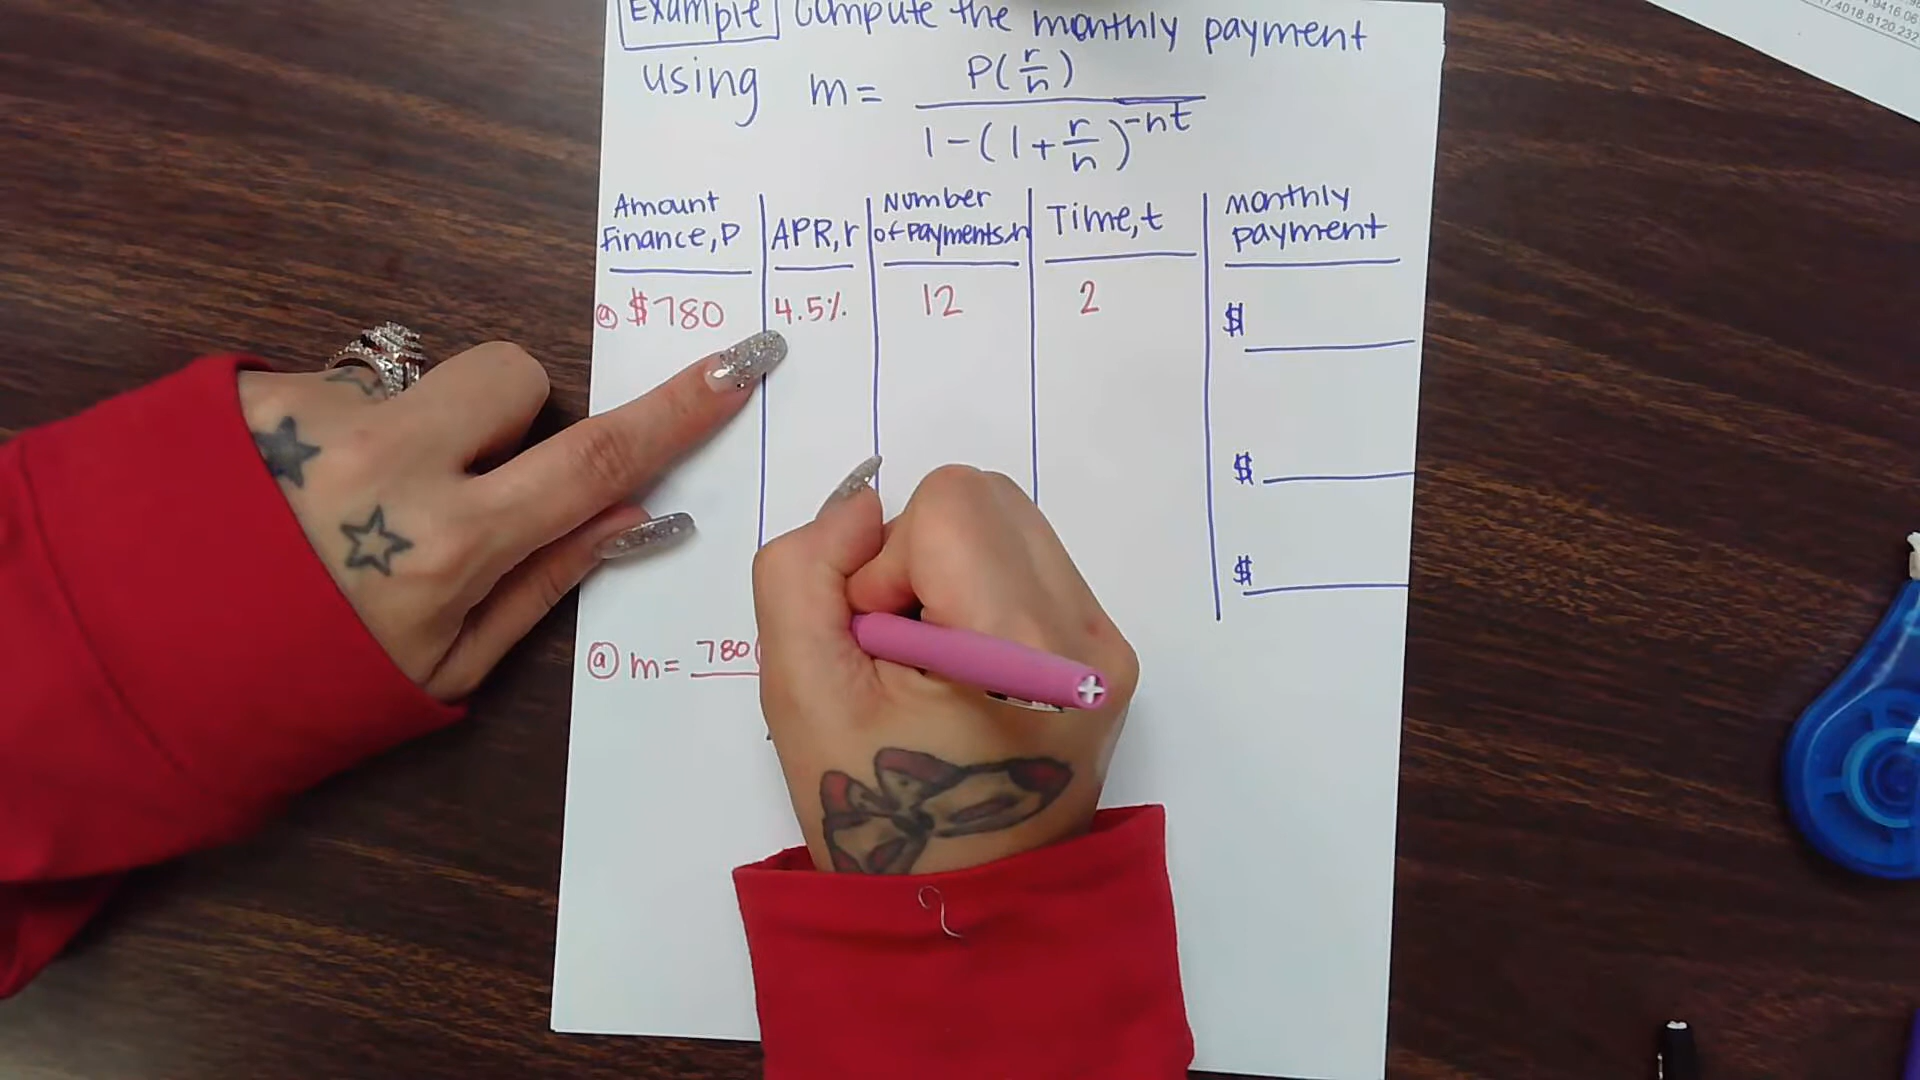 Example Compute the monthly payment
using m= P(r/n)
1-(1+r/n)^-nt
Amount Finance, P
APR, r
Number of payments, n
Time, t
monthly payment
ⓐ $780 4.5% 12 2 $
$
$
ⓐ m= 780(